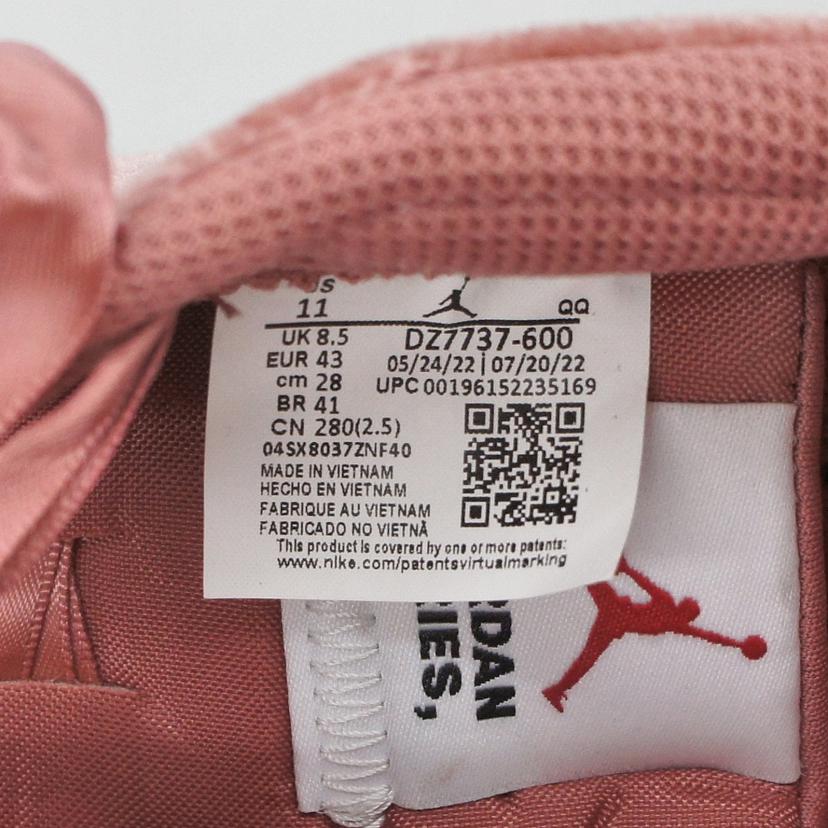 11 QQ
UK 8.5 DZ7737-600
EUR 43 05/24/22 | 07/20/22
cm 28 UPC 00196152235169
BR 41
CN 280(2.5)
04SX8037ZNF40
MADE IN VIETNAM
HECHO EN VIETNAM
FABRIQUE AU VIETNAM
FABRICADO NO VIETNÃ
This product is covered by one or more patents:
www.nike.com/patentsvirtualmarking
RDAN
RIES,